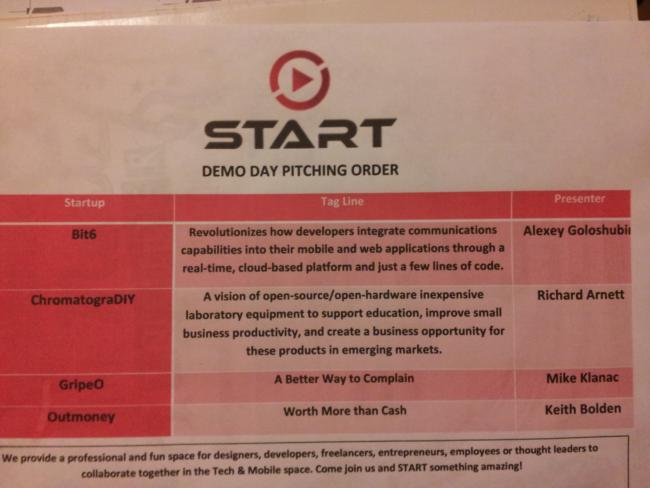 START
DEMO DAY PITCHING ORDER
Startup Tag Line Presenter
Bit6 Revolutionizes how developers integrate communications Alexey Goloshubin
capabilities into their mobile and web applications through a
real-time, cloud-based platform and just a few lines of code.
ChromatograDIY A vision of open-source/open-hardware inexpensive Richard Arnett
laboratory equipment to support education, improve small
business productivity, and create a business opportunity for
these products in emerging markets.
GripeO A Better Way to Complain Mike Klanac
Outmoney Worth More than Cash Keith Bolden
We provide a professional and fun space for designers, developers, freelancers, entrepreneurs, employees or thought leaders to
collaborate together in the Tech & Mobile space. Come join us and START something amazing!